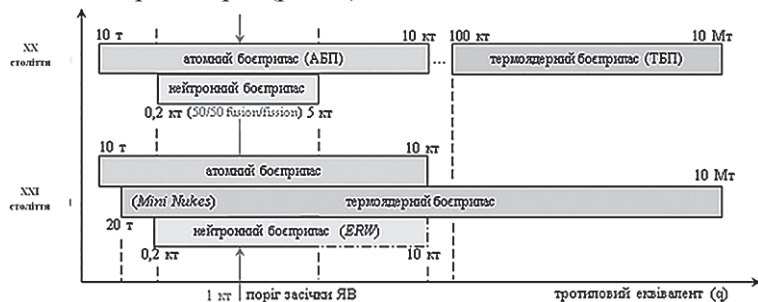 XX
століття
10 т
10 кт
100 кт
10 Мт
атомний боєприпас (АБП)
...
термоядерний боєприпас (ТБП)
нейтронний боєприпас
0,2 кт (50/50 fusion/fission) 5 кт
XXI
століття
10 т
10 кт
атомний боєприпас
10 Мт
(Mini Nukes)
термоядерний боєприпас
20 т
нейтронний боєприпас (ERW)
0,2 кт
10 кт
1 кт
поріг засічки ЯВ
тротиловий еквівалент (q)